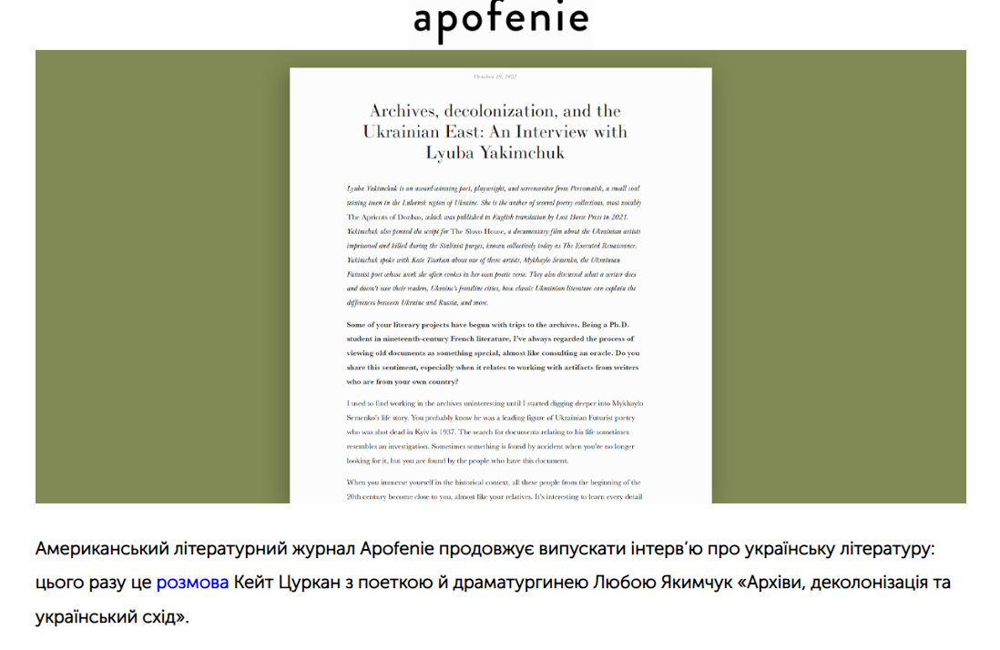 apofenie
October 19, 2022
Archives, decolonization, and the
Ukrainian East: An Interview with
Lyuba Yakimchuk
Lyuba Yakimchuk is an award-winning poet, playwright, and screenwriter from Pervomaisk, a small coal
mining town in the Luhansk region of Ukraine. She is the author of several poetry collections, most notably
The Apricots of Donbas, which was published in English translation by Lost Horse Press in 2021.
Yakimchuk also penned the script for The Slovo House, a documentary film about the Ukrainian artists
imprisoned and killed during the Stalinist purges, known collectively today as The Executed Renaissance.
Yakimchuk spoke with Kate Tsurkan about one of those artists, Mykhaylo Semenko, the Ukrainian
Futurist poet whose work she often evokes in her own poetic verse. They also discussed what a writer does
and doesn't owe their readers, Ukraine's frontline cities, how classic Ukrainian literature can explain the
differences between Ukraine and Russia, and more.
Some of your literary projects have begun with trips to the archives. Being a Ph.D.
student in nineteenth-century French literature, I've always regarded the process of
viewing old documents as something special, almost like consulting an oracle. Do you
share this sentiment, especially when it relates to working with artifacts from writers
who are from your own country?
I used to find working in the archives uninteresting until I started digging deeper into Mykhaylo
Semenko's life story. You probably know he was a leading figure of Ukrainian Futurist poetry
who was shot dead in Kyiv in 1937. The search for documents relating to his life sometimes
resembles an investigation. Sometimes something is found by accident when you're no longer
looking for it, but you are found by the people who have this document.
When you immerse yourself in the historical context, all these people from the beginning of the
20th century become close to you, almost like your relatives. It's interesting to learn every detail
Американський літературний журнал Apofenie продовжує випускати інтерв’ю про українську літературу:
цього разу це розмова Кейт Цуркан з поеткою й драматургинею Любою Якимчук «Архіви, деколонізація та
український схід».